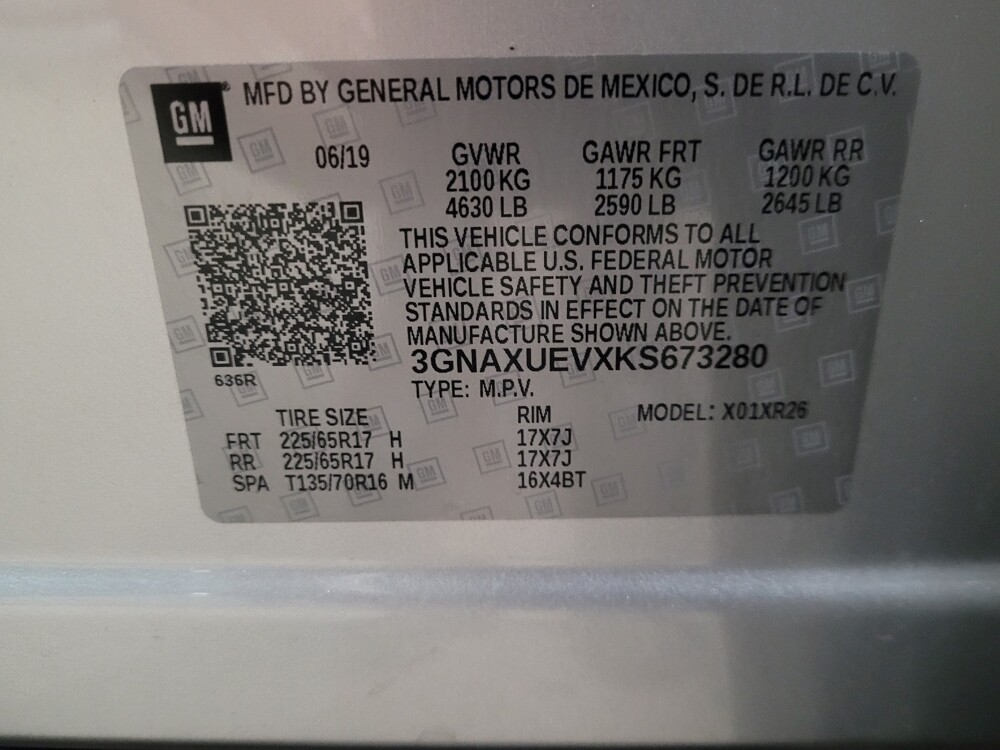 GM® MFD BY GENERAL MOTORS DE MEXICO, S. DE R.L. DE C.V.
06/19 GVWR GAWR FRT GAWR RR
2100 KG 1175 KG 1200 KG
4630 LB 2590 LB 2645 LB
THIS VEHICLE CONFORMS TO ALL
APPLICABLE U.S. FEDERAL MOTOR
VEHICLE SAFETY AND THEFT PREVENTION
STANDARDS IN EFFECT ON THE DATE OF
MANUFACTURE SHOWN ABOVE.
3GNAXUEVXKS673280
636R
TYPE: M.P.V.
TIRE SIZE RIM MODEL: X01XR26
FRT 225/65R17 H 17X7J
RR 225/65R17 H 17X7J
SPA T135/70R16 M 16X4BT